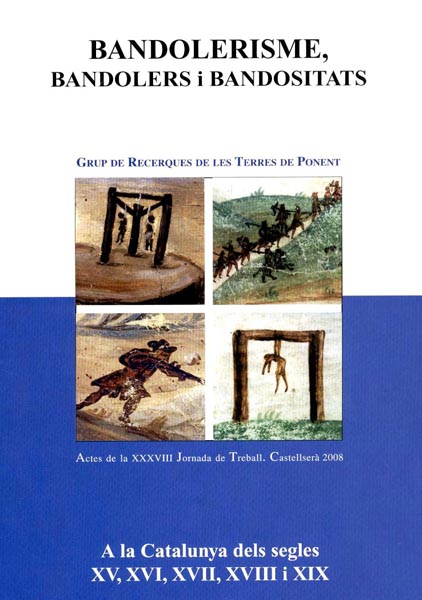 BANDOLERISME,
BANDOLERS i BANDOSITATS
GRUP DE RECERQUES DE LES TERRES DE PONENT
Actes de la XXXVIII Jornada de Treball. Castellserà 2008
A la Catalunya dels segles
XV, XVI, XVII, XVIII i XIX